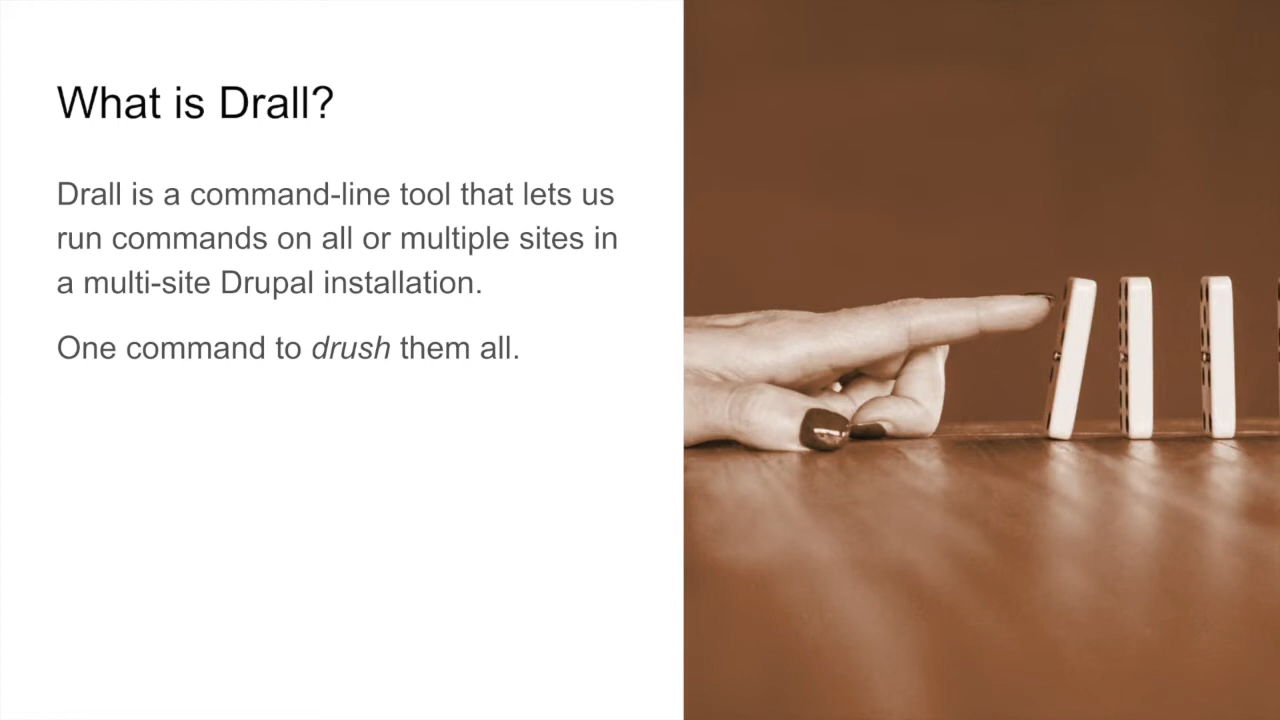 What is Drall?
Drall is a command-line tool that lets us
run commands on all or multiple sites in
a multi-site Drupal installation.
One command to drush them all.